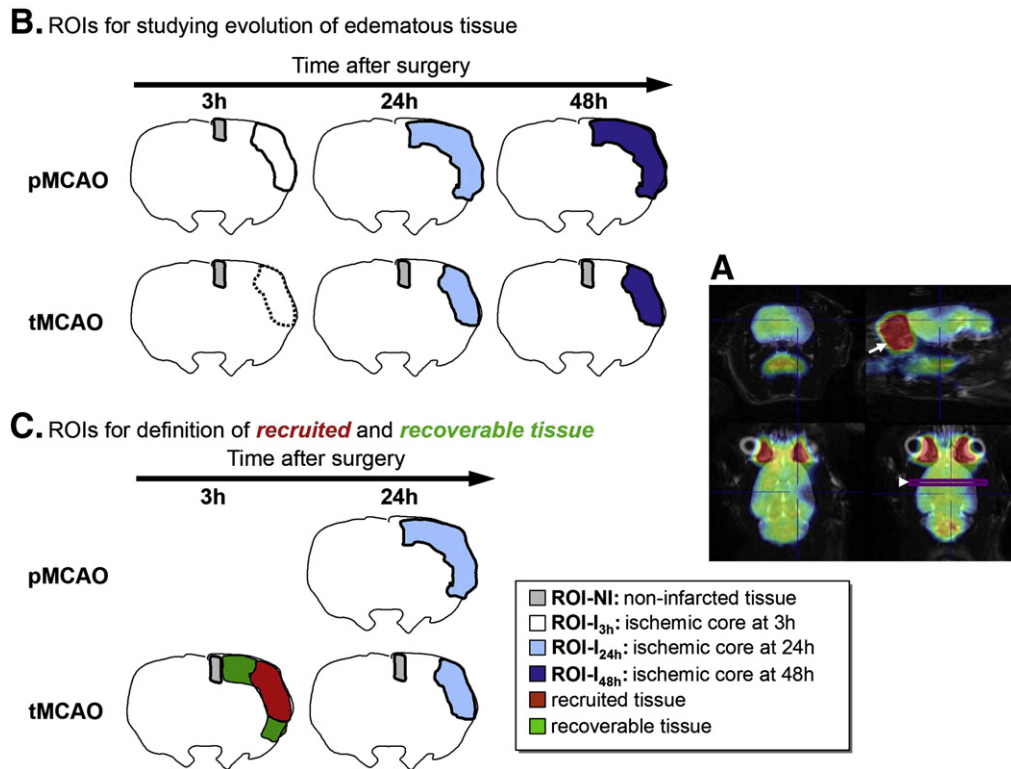 B. ROIs for studying evolution of edematous tissue
Time after surgery
3h 24h 48h
pMCAO
tMCAO
A
C. ROIs for definition of recruited and recoverable tissue
Time after surgery
3h 24h
pMCAO
tMCAO
ROI-NI: non-infarcted tissue
ROI-I3h: ischemic core at 3h
ROI-I24h: ischemic core at 24h
ROI-I48h: ischemic core at 48h
recruited tissue
recoverable tissue